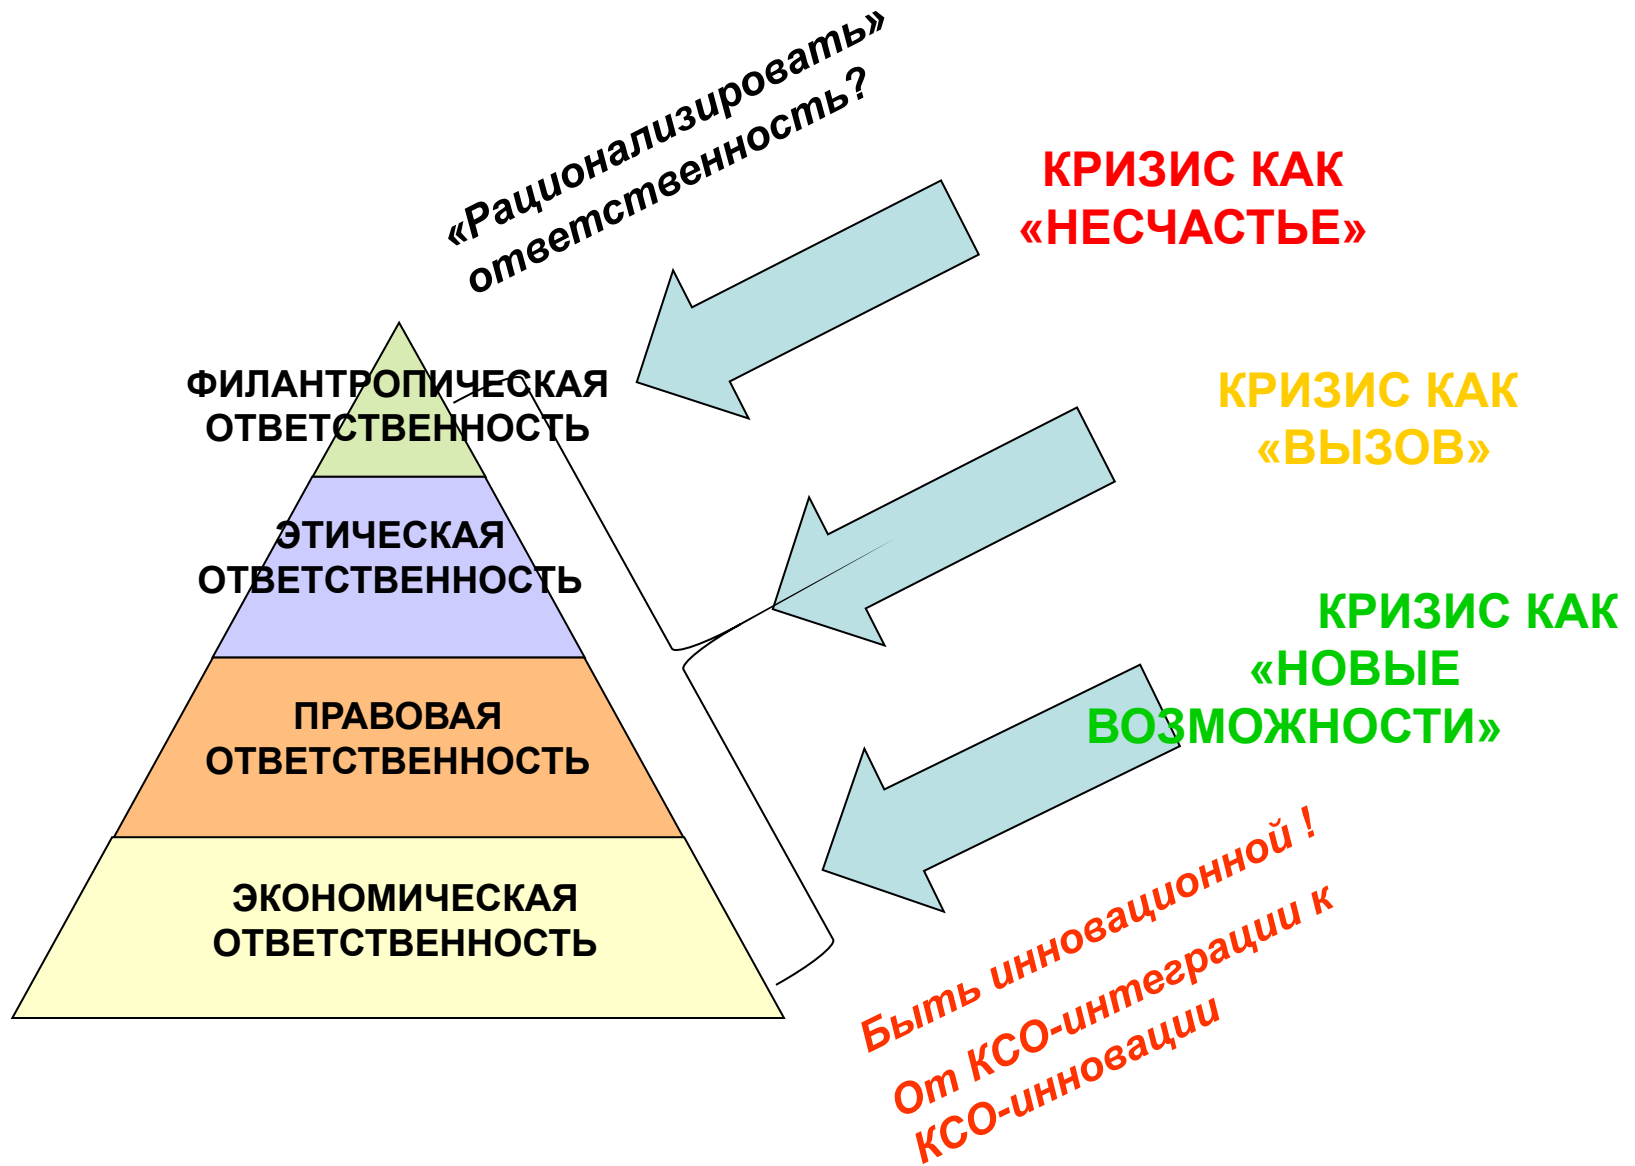 «Рационализировать»
ответственность?
КРИЗИС КАК
«НЕСЧАСТЬЕ»
КРИЗИС КАК
«ВЫЗОВ»
КРИЗИС КАК
«НОВЫЕ
ВОЗМОЖНОСТИ»
ФИЛАНТРОПИЧЕСКАЯ
ОТВЕТСТВЕННОСТЬ
ЭТИЧЕСКАЯ
ОТВЕТСТВЕННОСТЬ
ПРАВОВАЯ
ОТВЕТСТВЕННОСТЬ
ЭКОНОМИЧЕСКАЯ
ОТВЕТСТВЕННОСТЬ
Быть инновационной !
От КСО-интеграции к
КСО-инновации